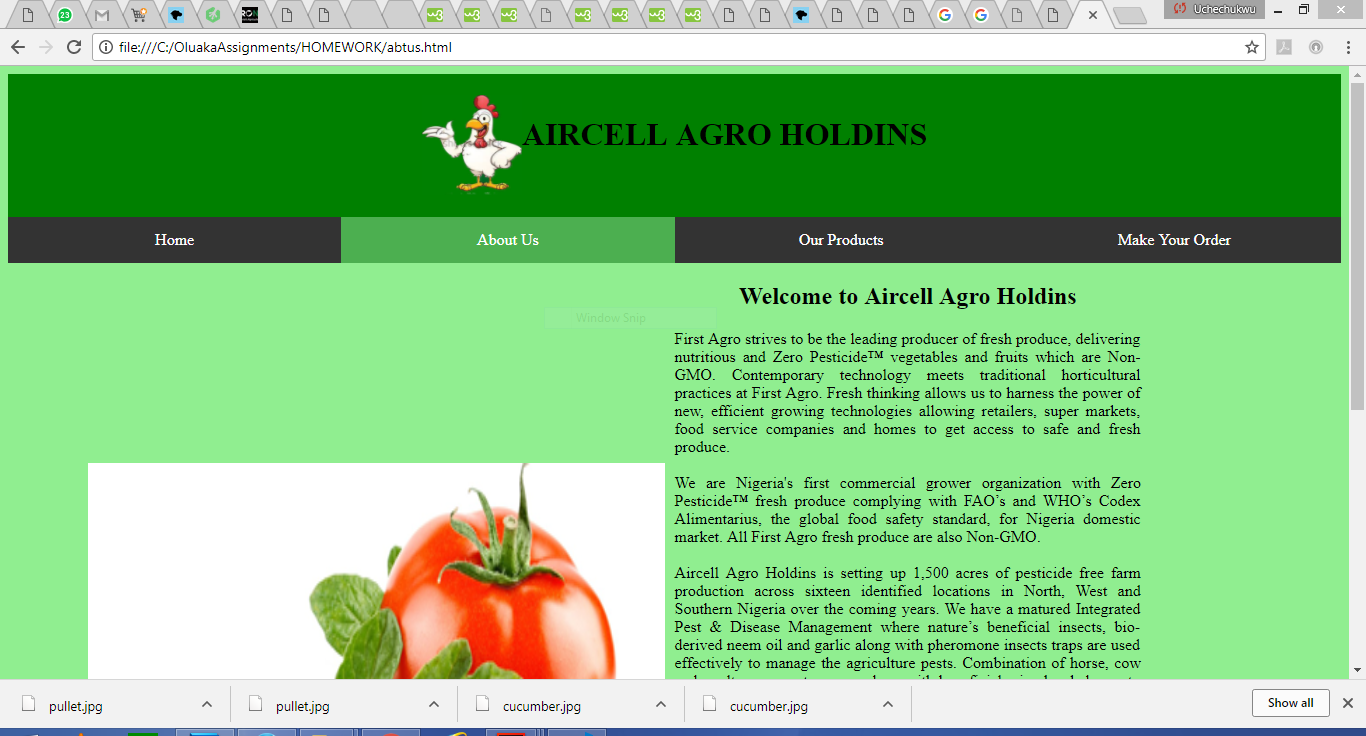 23
Uchechukwu
file:///C:/OluakaAssignments/HOMEWORK/abtus.html
AIRCELL AGRO HOLDINS
Home
About Us
Our Products
Make Your Order
Window Snip
Welcome to Aircell Agro Holdins
First Agro strives to be the leading producer of fresh produce, delivering
nutritious and Zero Pesticide™ vegetables and fruits which are Non-
GMO. Contemporary technology meets traditional horticultural
practices at First Agro. Fresh thinking allows us to harness the power of
new, efficient growing technologies allowing retailers, super markets,
food service companies and homes to get access to safe and fresh
produce.
We are Nigeria's first commercial grower organization with Zero
Pesticide™ fresh produce complying with FAO’s and WHO’s Codex
Alimentarius, the global food safety standard, for Nigeria domestic
market. All First Agro fresh produce are also Non-GMO.
Aircell Agro Holdins is setting up 1,500 acres of pesticide free farm
production across sixteen identified locations in North, West and
Southern Nigeria over the coming years. We have a matured Integrated
Pest & Disease Management where nature’s beneficial insects, bio-
derived neem oil and garlic along with pheromone insects traps are used
effectively to manage the agriculture pests. Combination of horse, cow
pullet.jpg
pullet.jpg
cucumber.jpg
cucumber.jpg
Show all